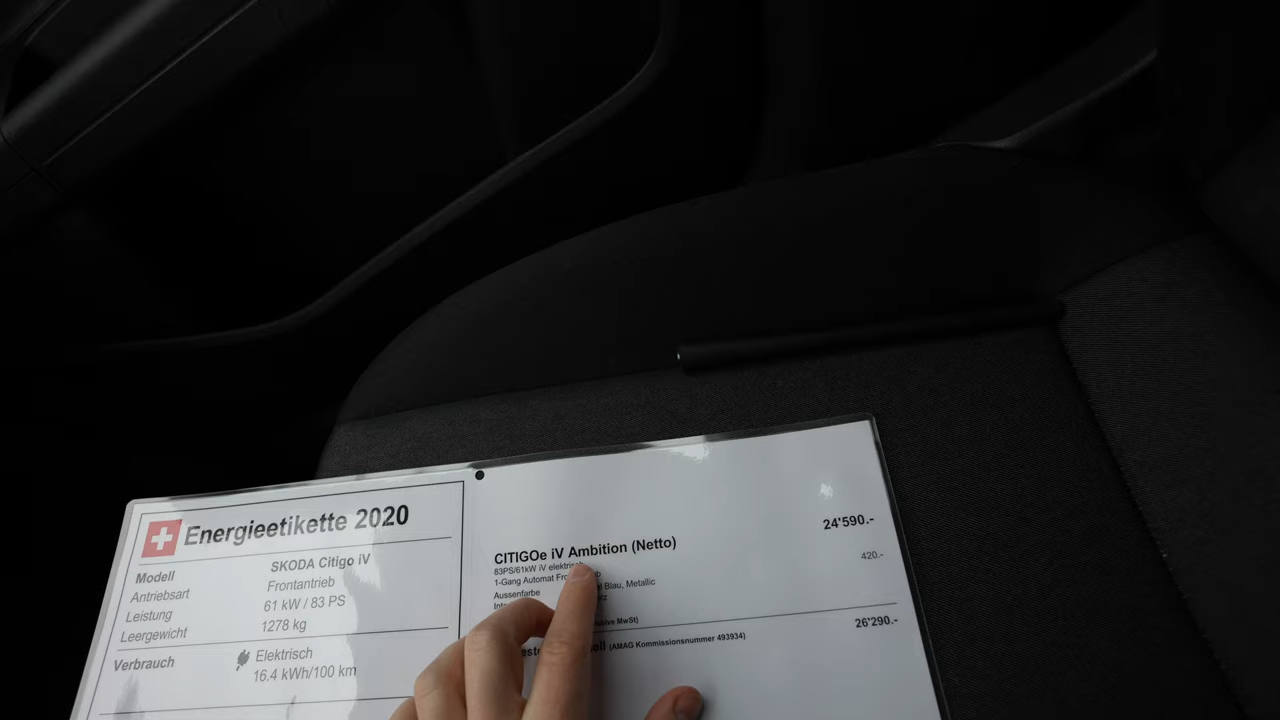 Energieetikette 2020
Modell SKODA Citigo iV
Antriebsart Frontantrieb
Leistung 61 kW / 83 PS
Leergewicht 1278 kg
Verbrauch Elektrisch
16.4 kWh/100 km
24'590.-
CITIGOe iV Ambition (Netto)
83PS/61kW iV elektrisch
1-Gang Automat
420.-
Aussenfarbe Blau, Metallic
MwSt)
26'290.-
(AMAG Kommissionsnummer 493934)